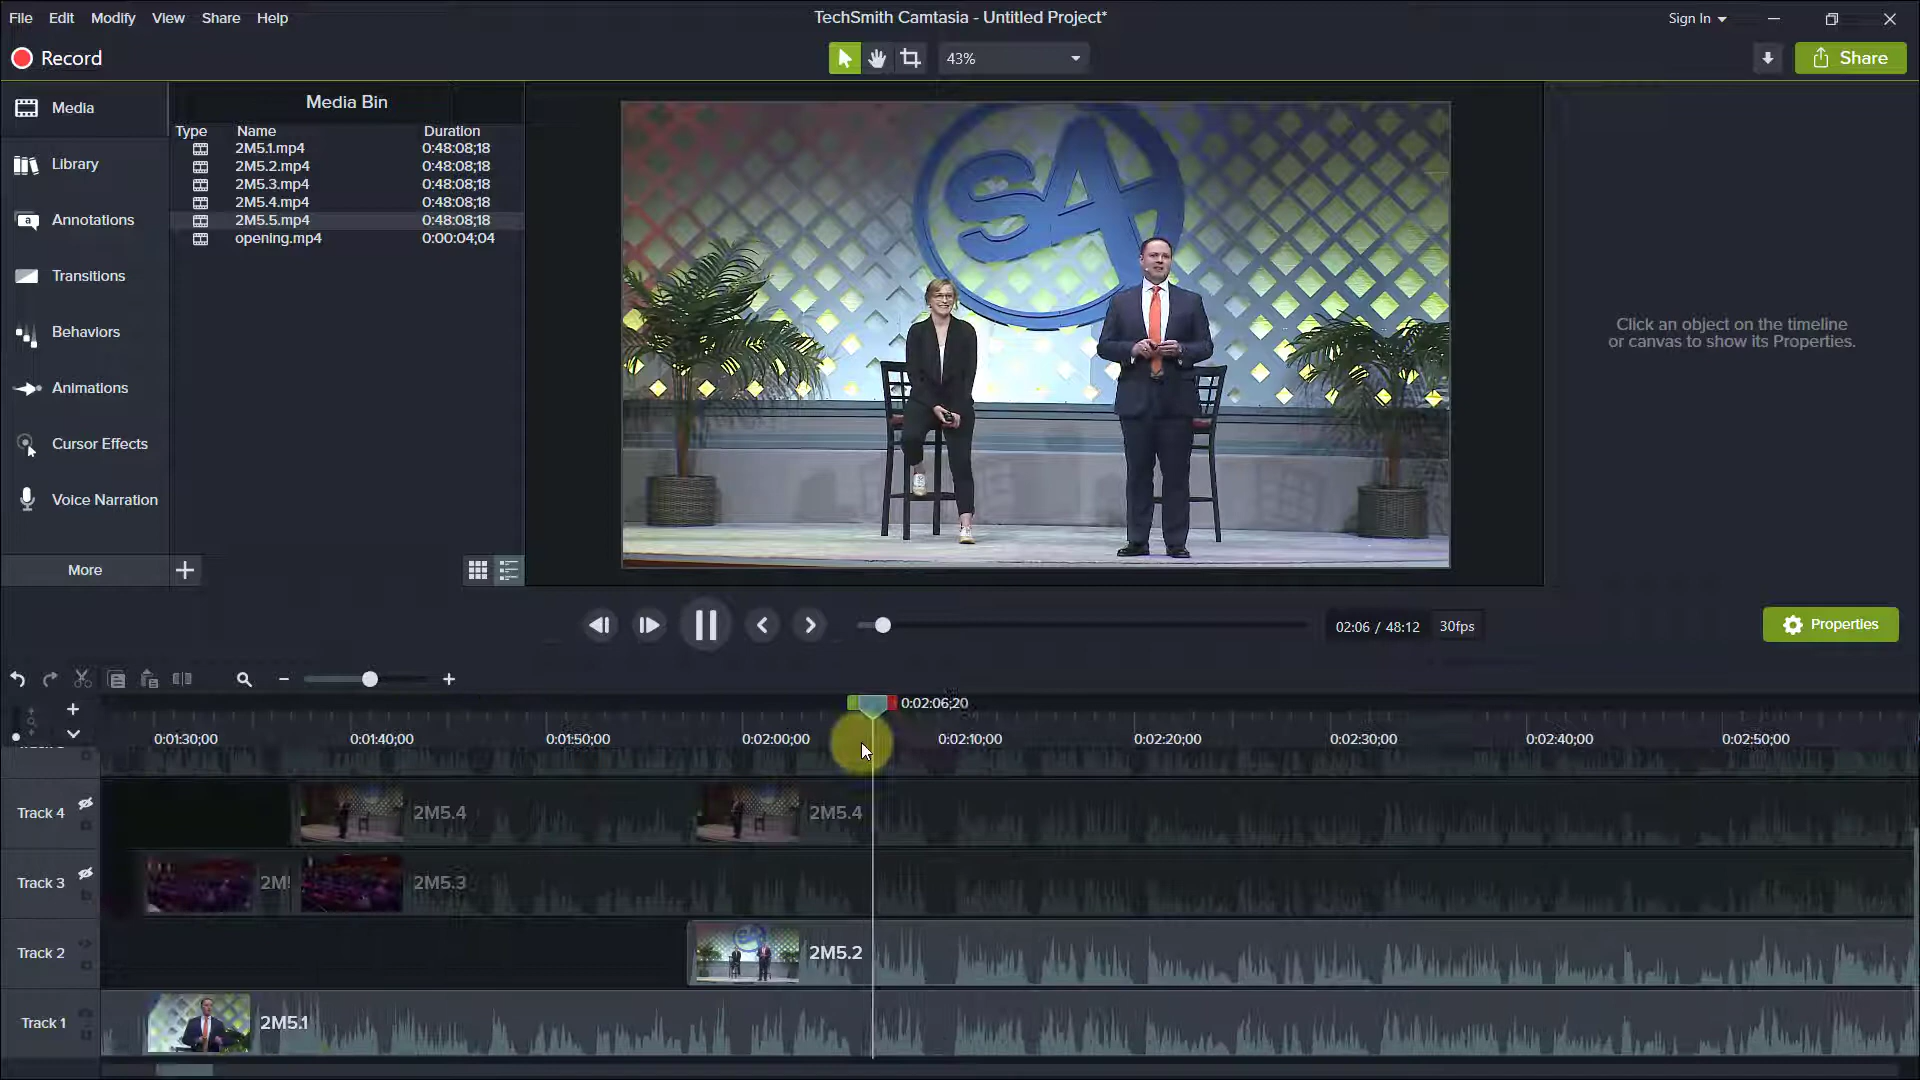 File Edit Modify View Share Help
TechSmith Camtasia - Untitled Project*
Sign In
Record
43%
Share
Media
Library
Annotations
Transitions
Behaviors
Animations
Cursor Effects
Voice Narration
More
Media Bin
Type Name Duration
2M5.1.mp4 0:48:08;18
2M5.2.mp4 0:48:08;18
2M5.3.mp4 0:48:08;18
2M5.4.mp4 0:48:08;18
2M5.5.mp4 0:48:08;18
opening.mp4 0:00:04;04
SA
Click an object on the timeline
or canvas to show its Properties.
02:06 / 48:12 30fps
Properties
0:02:06;20
0:01:30;00 0:01:40;00 0:01:50;00 0:02:00;00 0:02:10;00 0:02:20;00 0:02:30;00 0:02:40;00 0:02:50;00
Track 4 2M5.4 2M5.4
Track 3 2M5.3
Track 2 2M5.2
Track 1 2M5.1